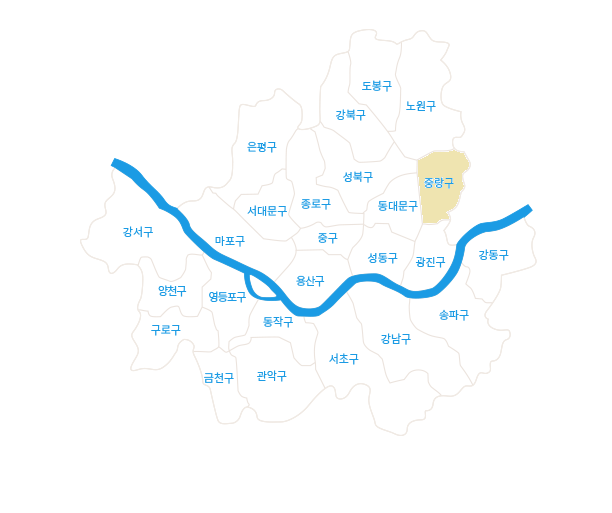 도봉구
노원구
강북구
은평구
성북구
중랑구
종로구
동대문구
서대문구
강서구
마포구
중구
성동구
광진구
강동구
용산구
양천구
영등포구
동작구
송파구
구로구
강남구
서초구
금천구
관악구